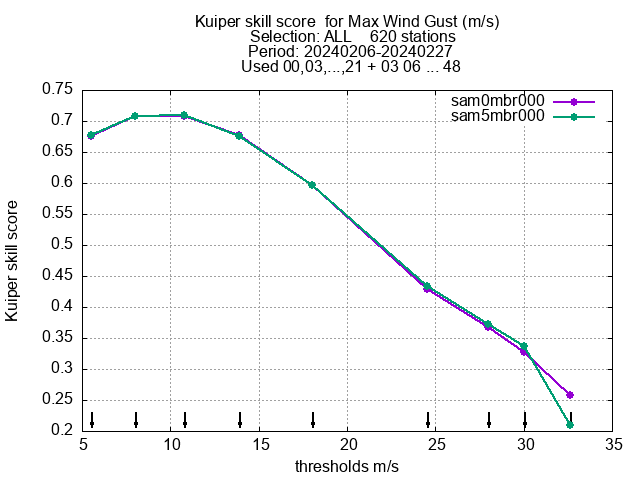 Kuiper skill score  for Max Wind Gust (m/s)
Selection: ALL    620 stations
Period: 20240206-20240227
Used 00,03,...,21 + 03 06 ... 48
sam0mbr000
sam5mbr000
0.75
0.7
0.65
0.6
0.55
0.5
0.45
0.4
0.35
0.3
0.25
0.2
Kuiper skill score
5 10 15 20 25 30 35
thresholds m/s